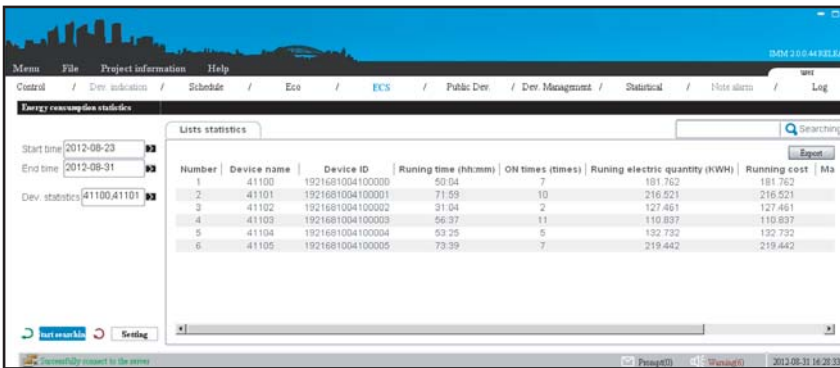 IMM 2.0.0.44 RELEA
Menu File Project information Help
Control / Dev. indication / Schedule / Eco / ECS / Public Dev. / Dev. Management / Statistical / Note alarm / Log
Energy consumption statistics
Lists statistics
Searching
Export
Start time 2012-08-23
End time 2012-08-31
Dev. statistics 41100,41101
Number Device name Device ID Runing time (hh:mm) ON times (times) Runing electric quantity (KWH) Running cost Ma
1 41100 1921681004100000 50:04 7 181.762 181.762
2 41101 1921681004100001 71:59 10 216.521 216.521
3 41102 1921681004100002 31:04 2 127.461 127.461
4 41103 1921681004100003 56:37 11 110.837 110.837
5 41104 1921681004100004 53:25 5 132.732 132.732
6 41105 1921681004100005 73:39 7 219.442 219.442
Setting
Successfully connect to the server Prompt(0) Warning(6) 2012-08-31 16:28:33